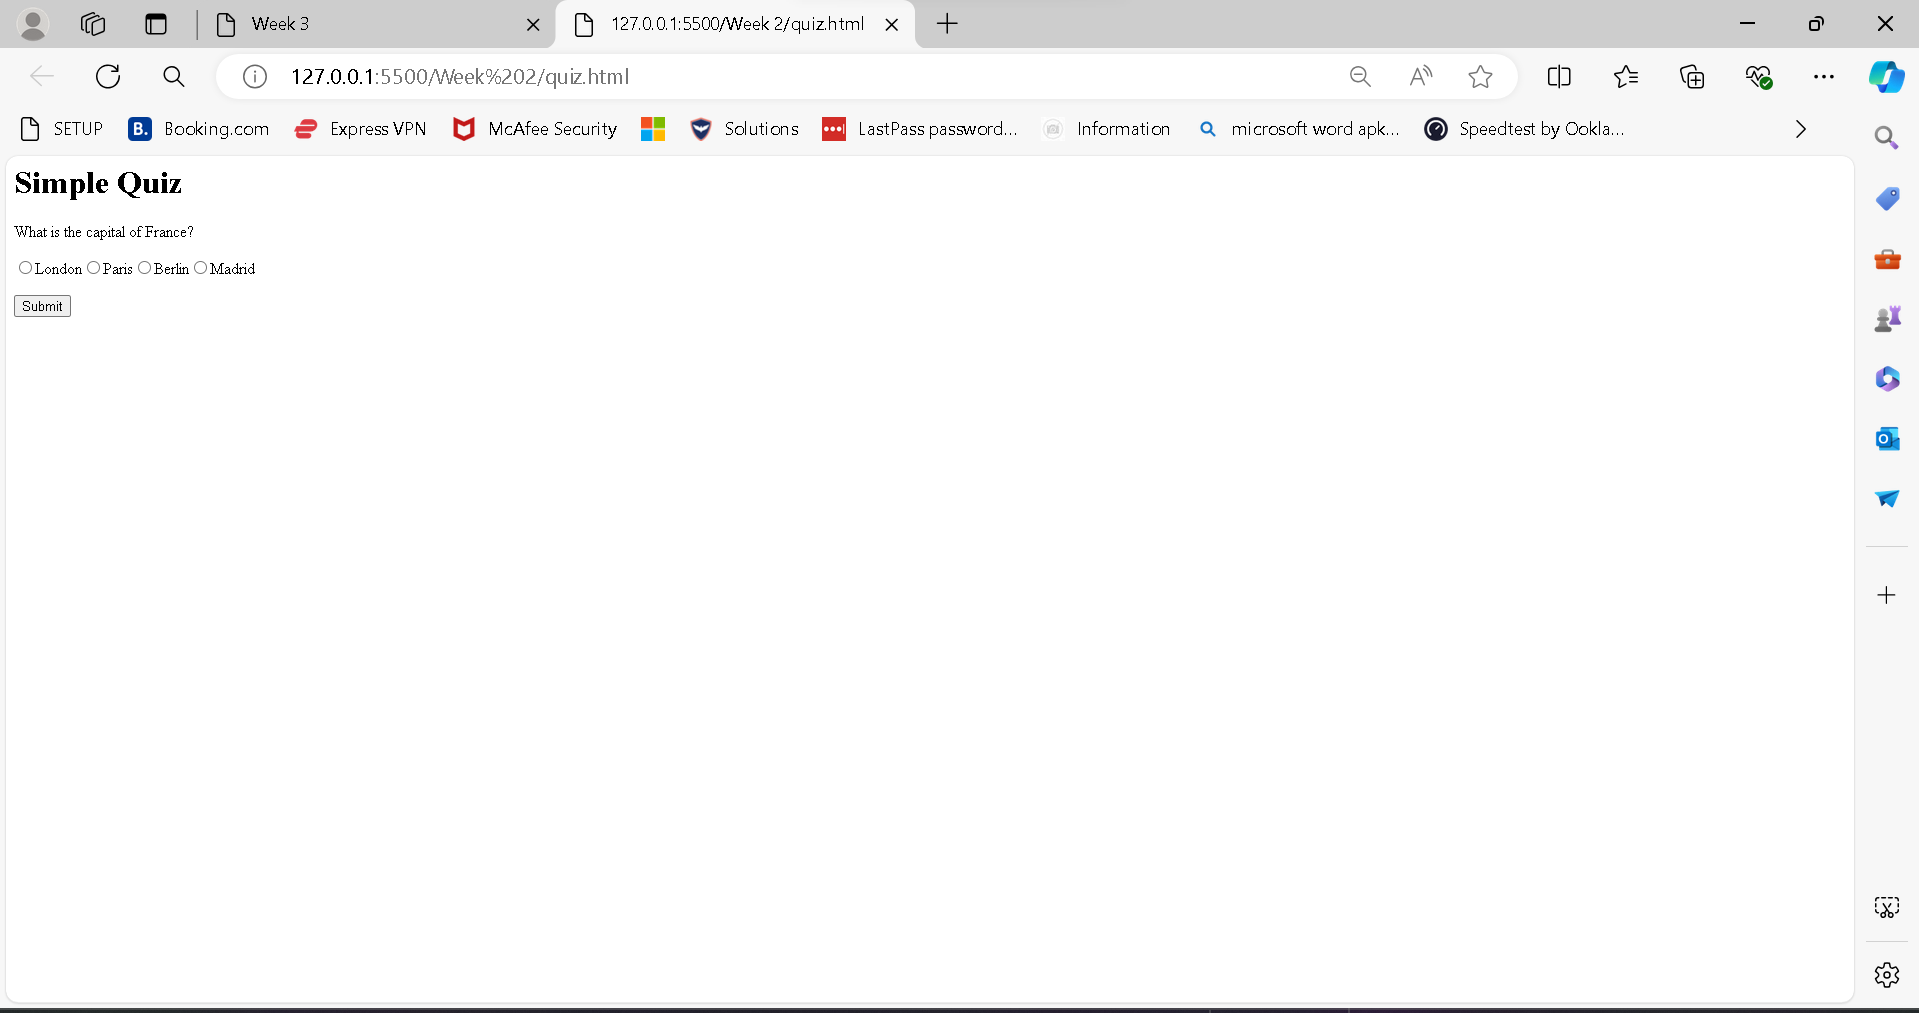 Week 3
127.0.0.1:5500/Week 2/quiz.html
127.0.0.1:5500/Week%202/quiz.html
SETUP
B. Booking.com
Express VPN
McAfee Security
Solutions
LastPass password...
Information
microsoft word apk...
Speedtest by Ookla...
Simple Quiz
What is the capital of France?
London Paris Berlin Madrid
Submit